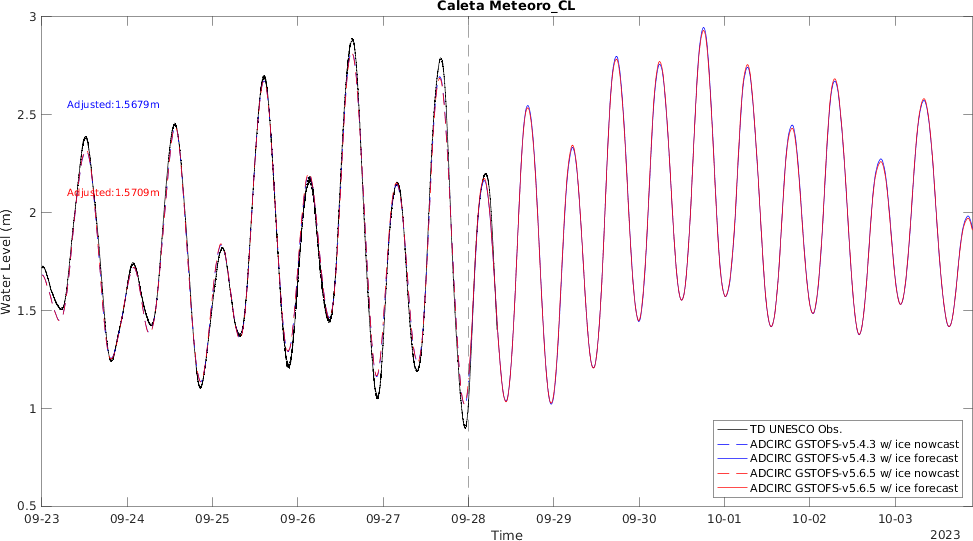 Caleta Meteoro_CL
3
2.5
2
1.5
1
0.5
Water Level (m)
Adjusted:1.5679m
Adjusted:1.5709m
TD UNESCO Obs.
ADCIRC GSTOFS-v5.4.3 w/ ice nowcast
ADCIRC GSTOFS-v5.4.3 w/ ice forecast
ADCIRC GSTOFS-v5.6.5 w/ ice nowcast
ADCIRC GSTOFS-v5.6.5 w/ ice forecast
09-23 09-24 09-25 09-26 09-27 09-28 09-29 09-30 10-01 10-02 10-03
Time
2023